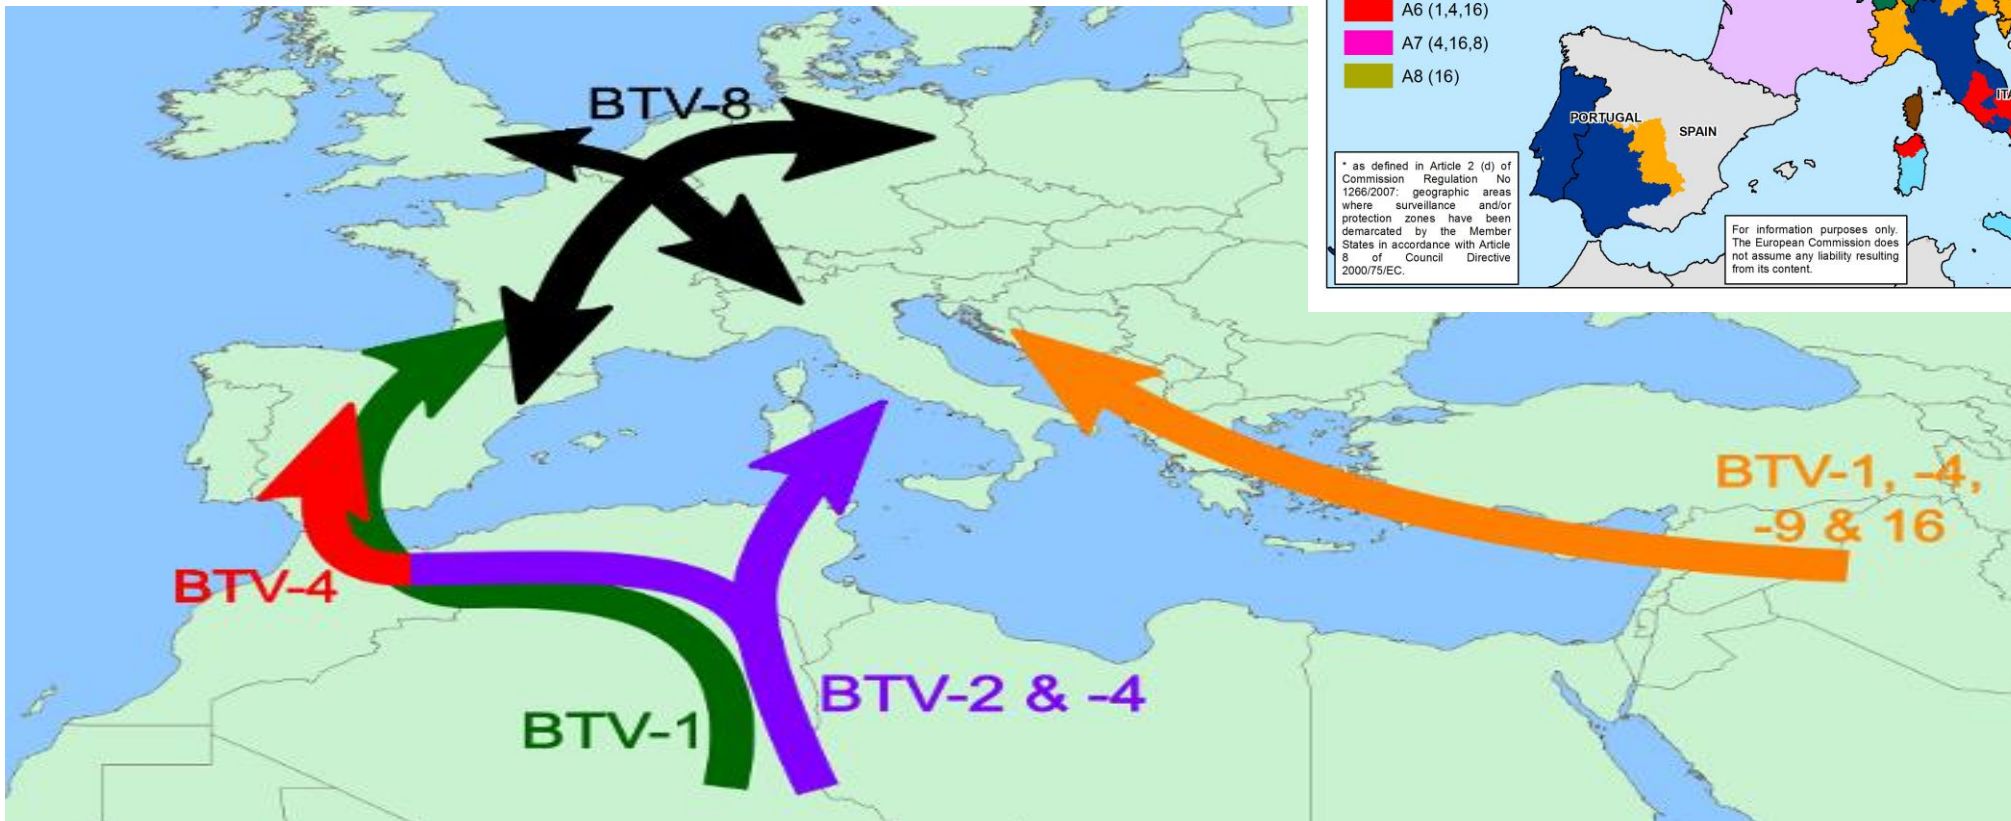 BTV-8
BTV-1, -4,
-9 & 16
BTV-4
BTV-2 & -4
BTV-1
A6 (1,4,16)
A7 (4,16,8)
A8 (16)
PORTUGAL
SPAIN
* as defined in Article 2 (d) of
Commission Regulation No
1266/2007: geographic areas
where surveillance and/or
protection zones have been
demarcated by the Member
States in accordance with Article
8 of Council Directive
2000/75/EC.
For information purposes only.
The European Commission does
not assume any liability resulting
from its content.